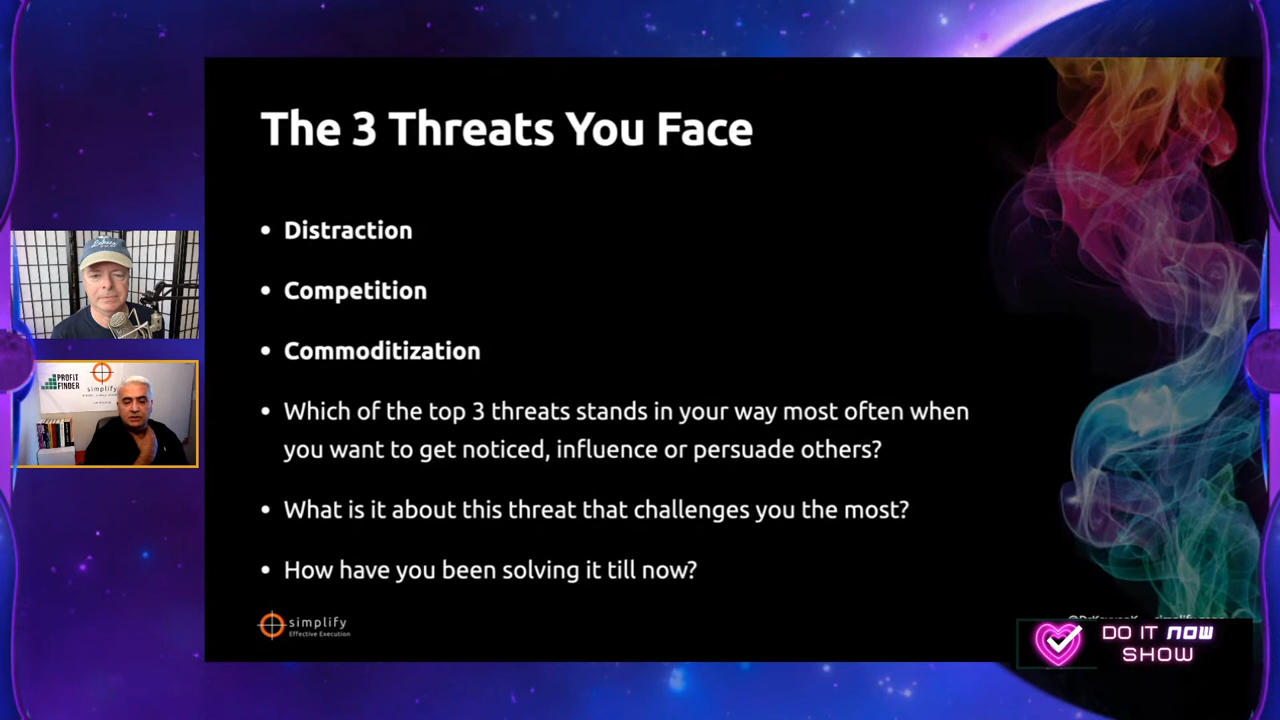 The 3 Threats You Face
• Distraction
• Competition
• Commoditization
• Which of the top 3 threats stands in your way most often when
you want to get noticed, influence or persuade others?
• What is it about this threat that challenges you the most?
• How have you been solving it till now?
simplify
Effective Execution
PROFIT
FINDER
simplify
DO IT NOW
SHOW